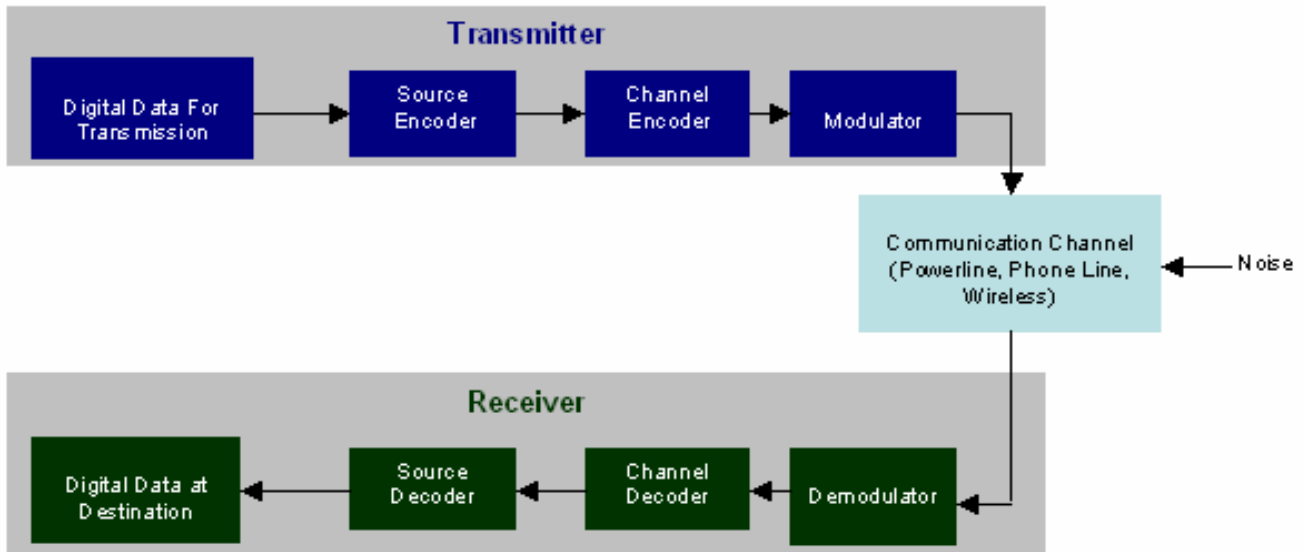 Transmitter
Digital Data For
Transmission
Source
Encoder
Channel
Encoder
Modulator
Communication Channel
(Powerline, Phone Line,
Wireless)
Noise
Receiver
Digital Data at
Destination
Source
Decoder
Channel
Decoder
Demodulator